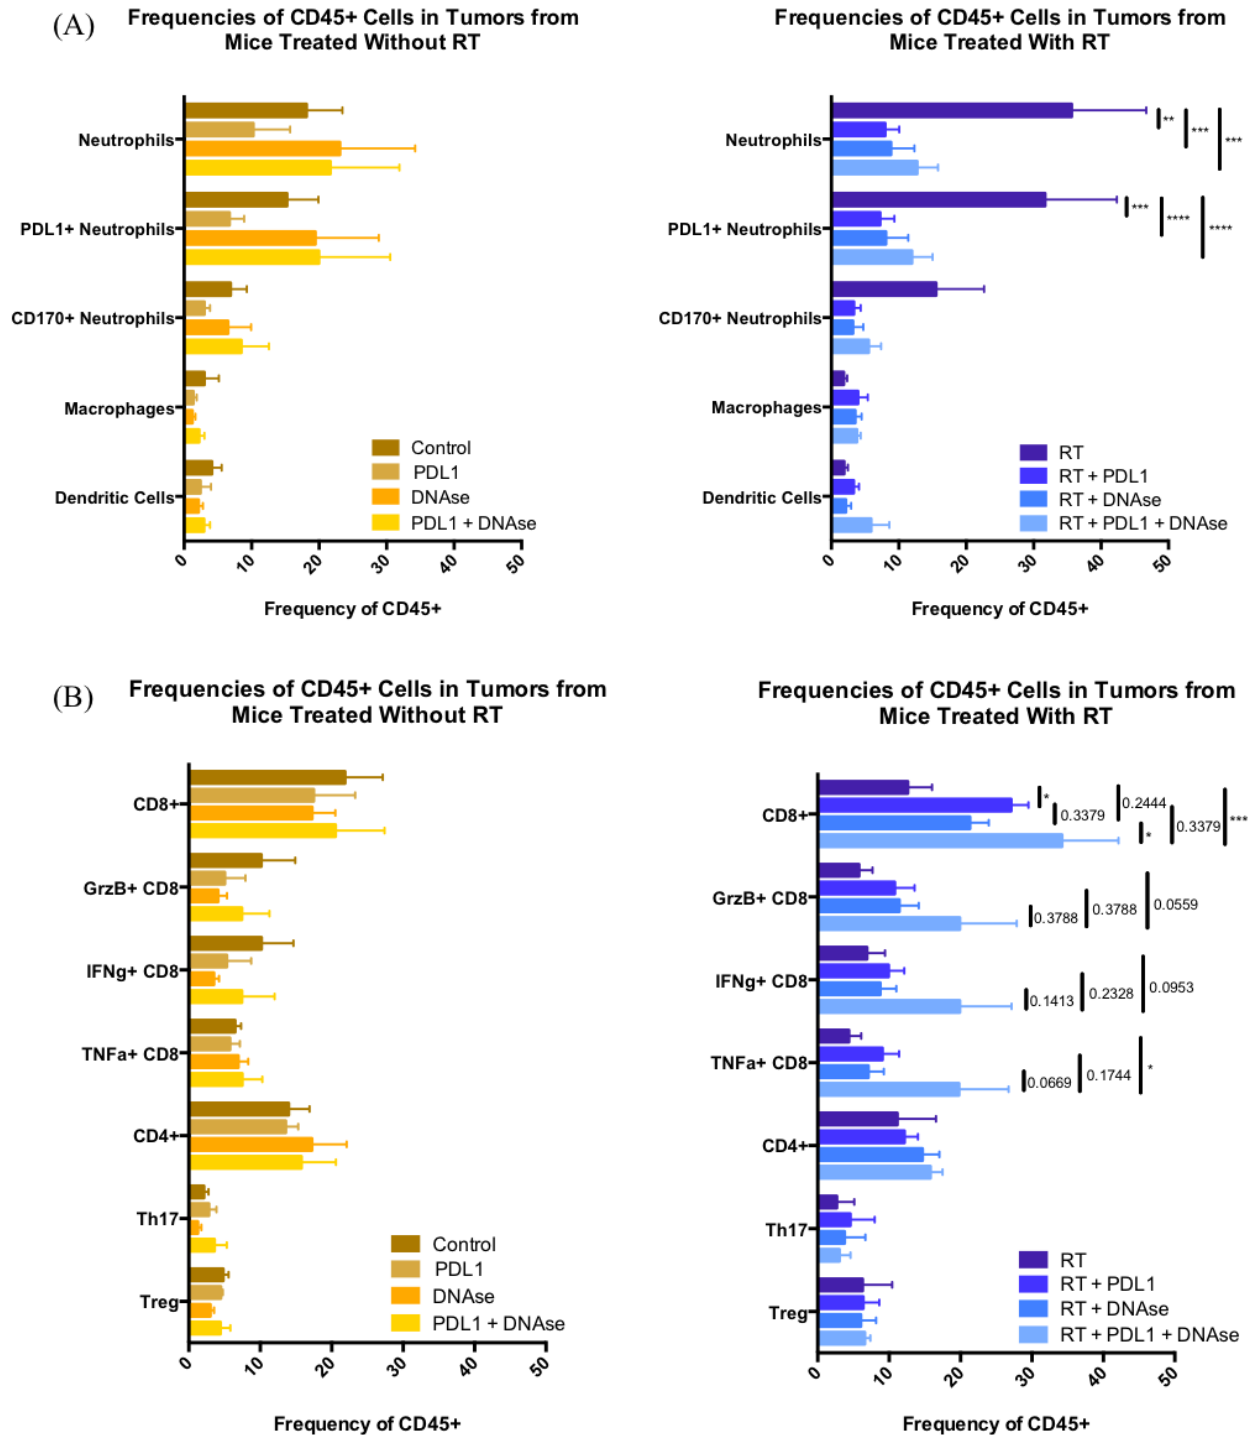 (A)
Frequencies of CD45+ Cells in Tumors from
Mice Treated Without RT
Neutrophils
PDL1+ Neutrophils
CD170+ Neutrophils
Macrophages
Dendritic Cells
Control
PDL1
DNAse
PDL1 + DNAse
0 10 20 30 40 50
Frequency of CD45+
Frequencies of CD45+ Cells in Tumors from
Mice Treated With RT
Neutrophils
** *** ***
PDL1+ Neutrophils
*** **** ****
CD170+ Neutrophils
Macrophages
Dendritic Cells
RT
RT + PDL1
RT + DNAse
RT + PDL1 + DNAse
0 10 20 30 40 50
Frequency of CD45+
(B)
Frequencies of CD45+ Cells in Tumors from
Mice Treated Without RT
CD8+
GrzB+ CD8
IFNg+ CD8
TNFa+ CD8
CD4+
Th17
Treg
Control
PDL1
DNAse
PDL1 + DNAse
0 10 20 30 40 50
Frequency of CD45+
Frequencies of CD45+ Cells in Tumors from
Mice Treated With RT
CD8+
* 0.3379 0.2444 * 0.3379 ***
GrzB+ CD8
0.3788 0.3788 0.0559
IFNg+ CD8
0.1413 0.2328 0.0953
TNFa+ CD8
0.0669 0.1744 *
CD4+
Th17
Treg
RT
RT + PDL1
RT + DNAse
RT + PDL1 + DNAse
0 10 20 30 40 50
Frequency of CD45+